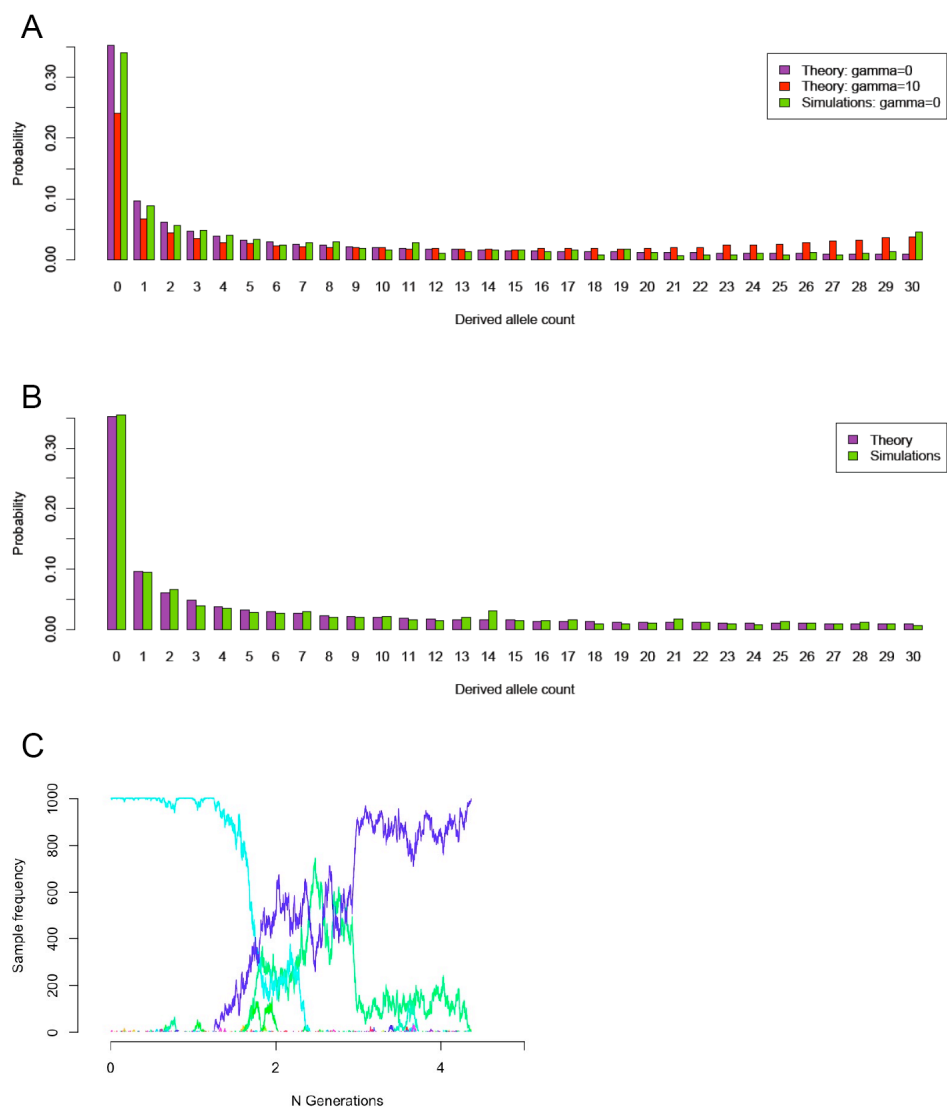 A
0.30
0.20
0.10
0.00
Probability
Theory: gamma=0
Theory: gamma=10
Simulations: gamma=0
0 1 2 3 4 5 6 7 8 9 10 11 12 13 14 15 16 17 18 19 20 21 22 23 24 25 26 27 28 29 30
Derived allele count
B
0.30
0.20
0.10
0.00
Probability
Theory
Simulations
0 1 2 3 4 5 6 7 8 9 10 11 12 13 14 15 16 17 18 19 20 21 22 23 24 25 26 27 28 29 30
Derived allele count
C
1000
800
600
400
200
0
Sample frequency
0 2 4
N Generations